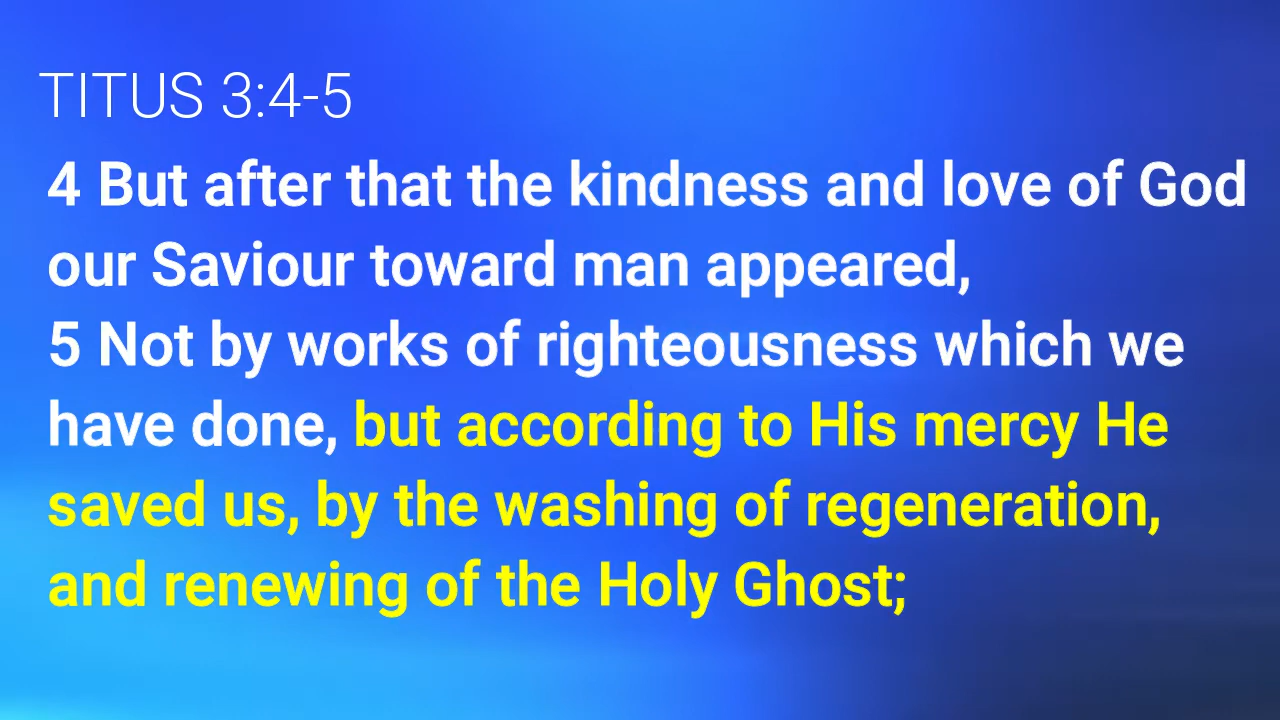 TITUS 3:4-5
4 But after that the kindness and love of God
our Saviour toward man appeared,
5 Not by works of righteousness which we
have done, but according to His mercy He
saved us, by the washing of regeneration,
and renewing of the Holy Ghost;